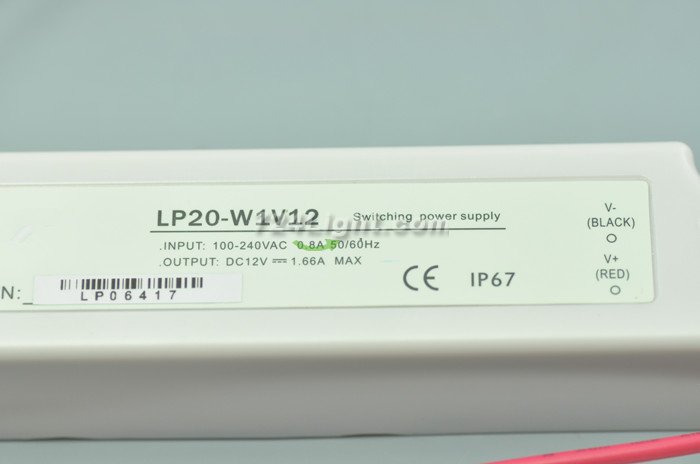 LP20-W1V12 Switching power supply
.INPUT: 100-240VAC 0.8A 50/60Hz
.OUTPUT: DC12V ⎓ 1.66A MAX
N:_
LP06417
CE IP67
V-
(BLACK)
V+
(RED)